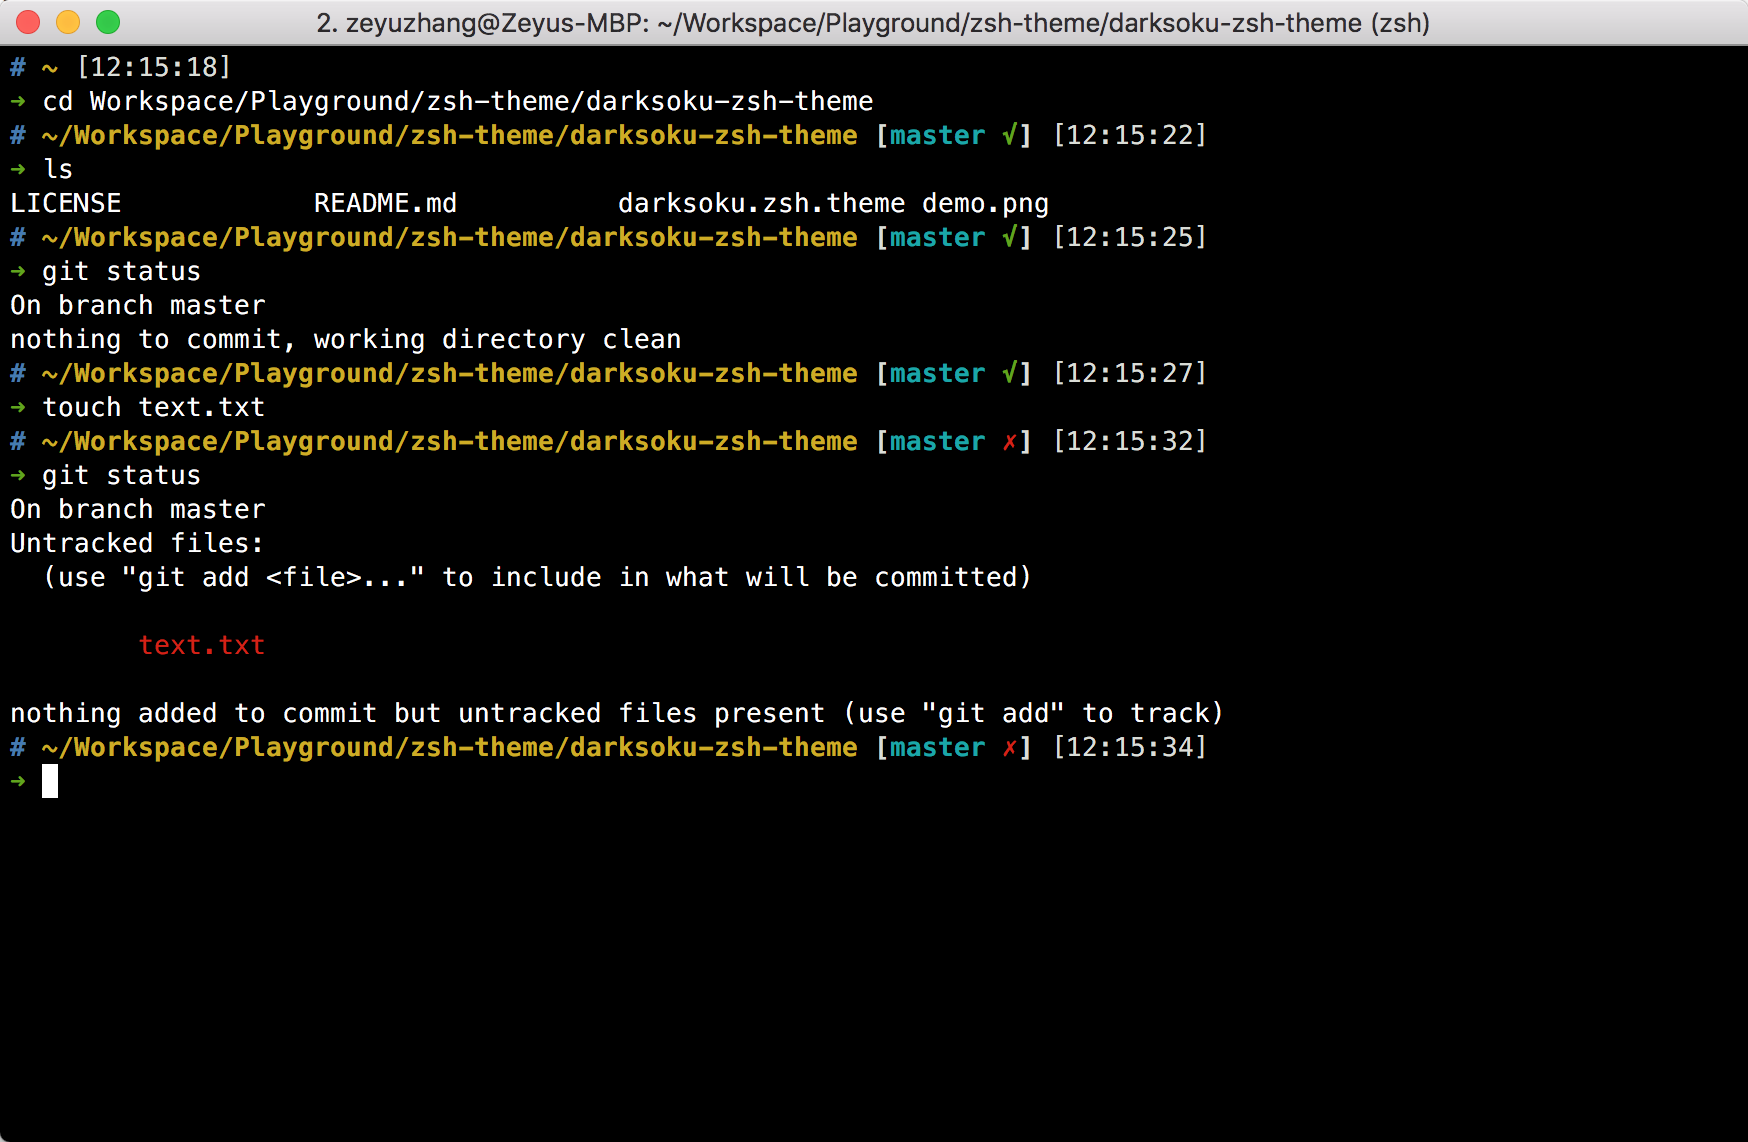 2. zeyuzhang@Zeyus-MBP: ~/Workspace/Playground/zsh-theme/darksoku-zsh-theme (zsh)
# ~ [12:15:18]
➜ cd Workspace/Playground/zsh-theme/darksoku-zsh-theme
# ~/Workspace/Playground/zsh-theme/darksoku-zsh-theme [master √] [12:15:22]
➜ ls
LICENSE            README.md          darksoku.zsh.theme demo.png
# ~/Workspace/Playground/zsh-theme/darksoku-zsh-theme [master √] [12:15:25]
➜ git status
On branch master
nothing to commit, working directory clean
# ~/Workspace/Playground/zsh-theme/darksoku-zsh-theme [master √] [12:15:27]
➜ touch text.txt
# ~/Workspace/Playground/zsh-theme/darksoku-zsh-theme [master ✗] [12:15:32]
➜ git status
On branch master
Untracked files:
  (use "git add <file>..." to include in what will be committed)

        text.txt

nothing added to commit but untracked files present (use "git add" to track)
# ~/Workspace/Playground/zsh-theme/darksoku-zsh-theme [master ✗] [12:15:34]
➜